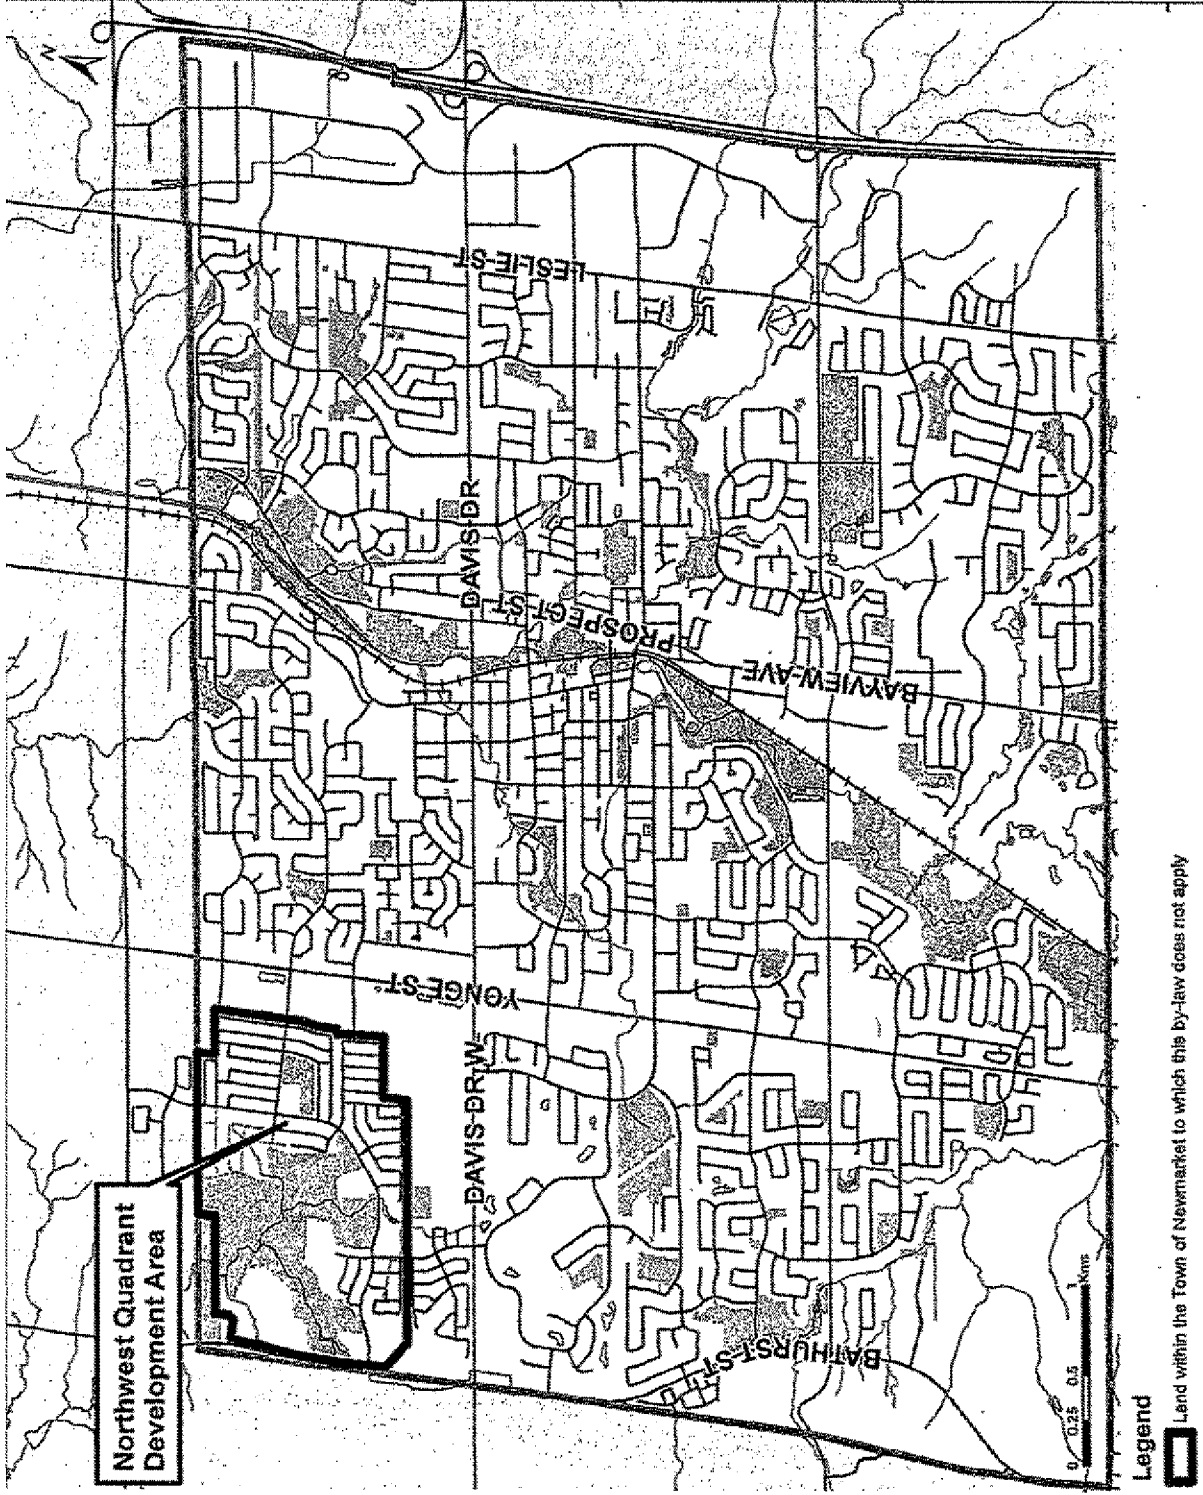 Northwest Quadrant
Development Area
N
LESLIE-ST
DAVIS-DR
PROSPECT-ST
BAYVIEW-AVE
YONGE ST
DAVIS-DR-W
BATHURST-ST
0 0.25 0.5 1
Kms
Legend
Land within the Town of Newmarket to which this by-law does not apply